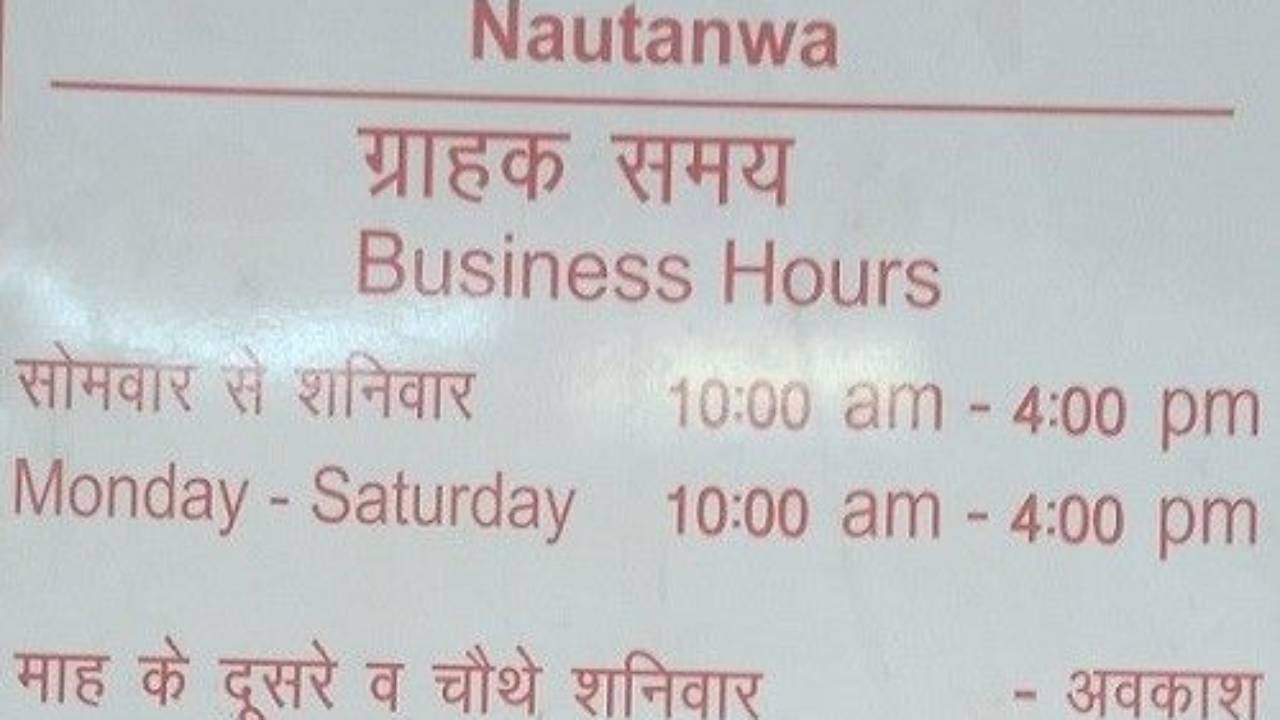 Nautanwa
ग्राहक समय
Business Hours
सोमवार से शनिवार 10:00 am - 4:00 pm
Monday - Saturday 10:00 am - 4:00 pm
माह के दूसरे व चौथे शनिवार - अवकाश